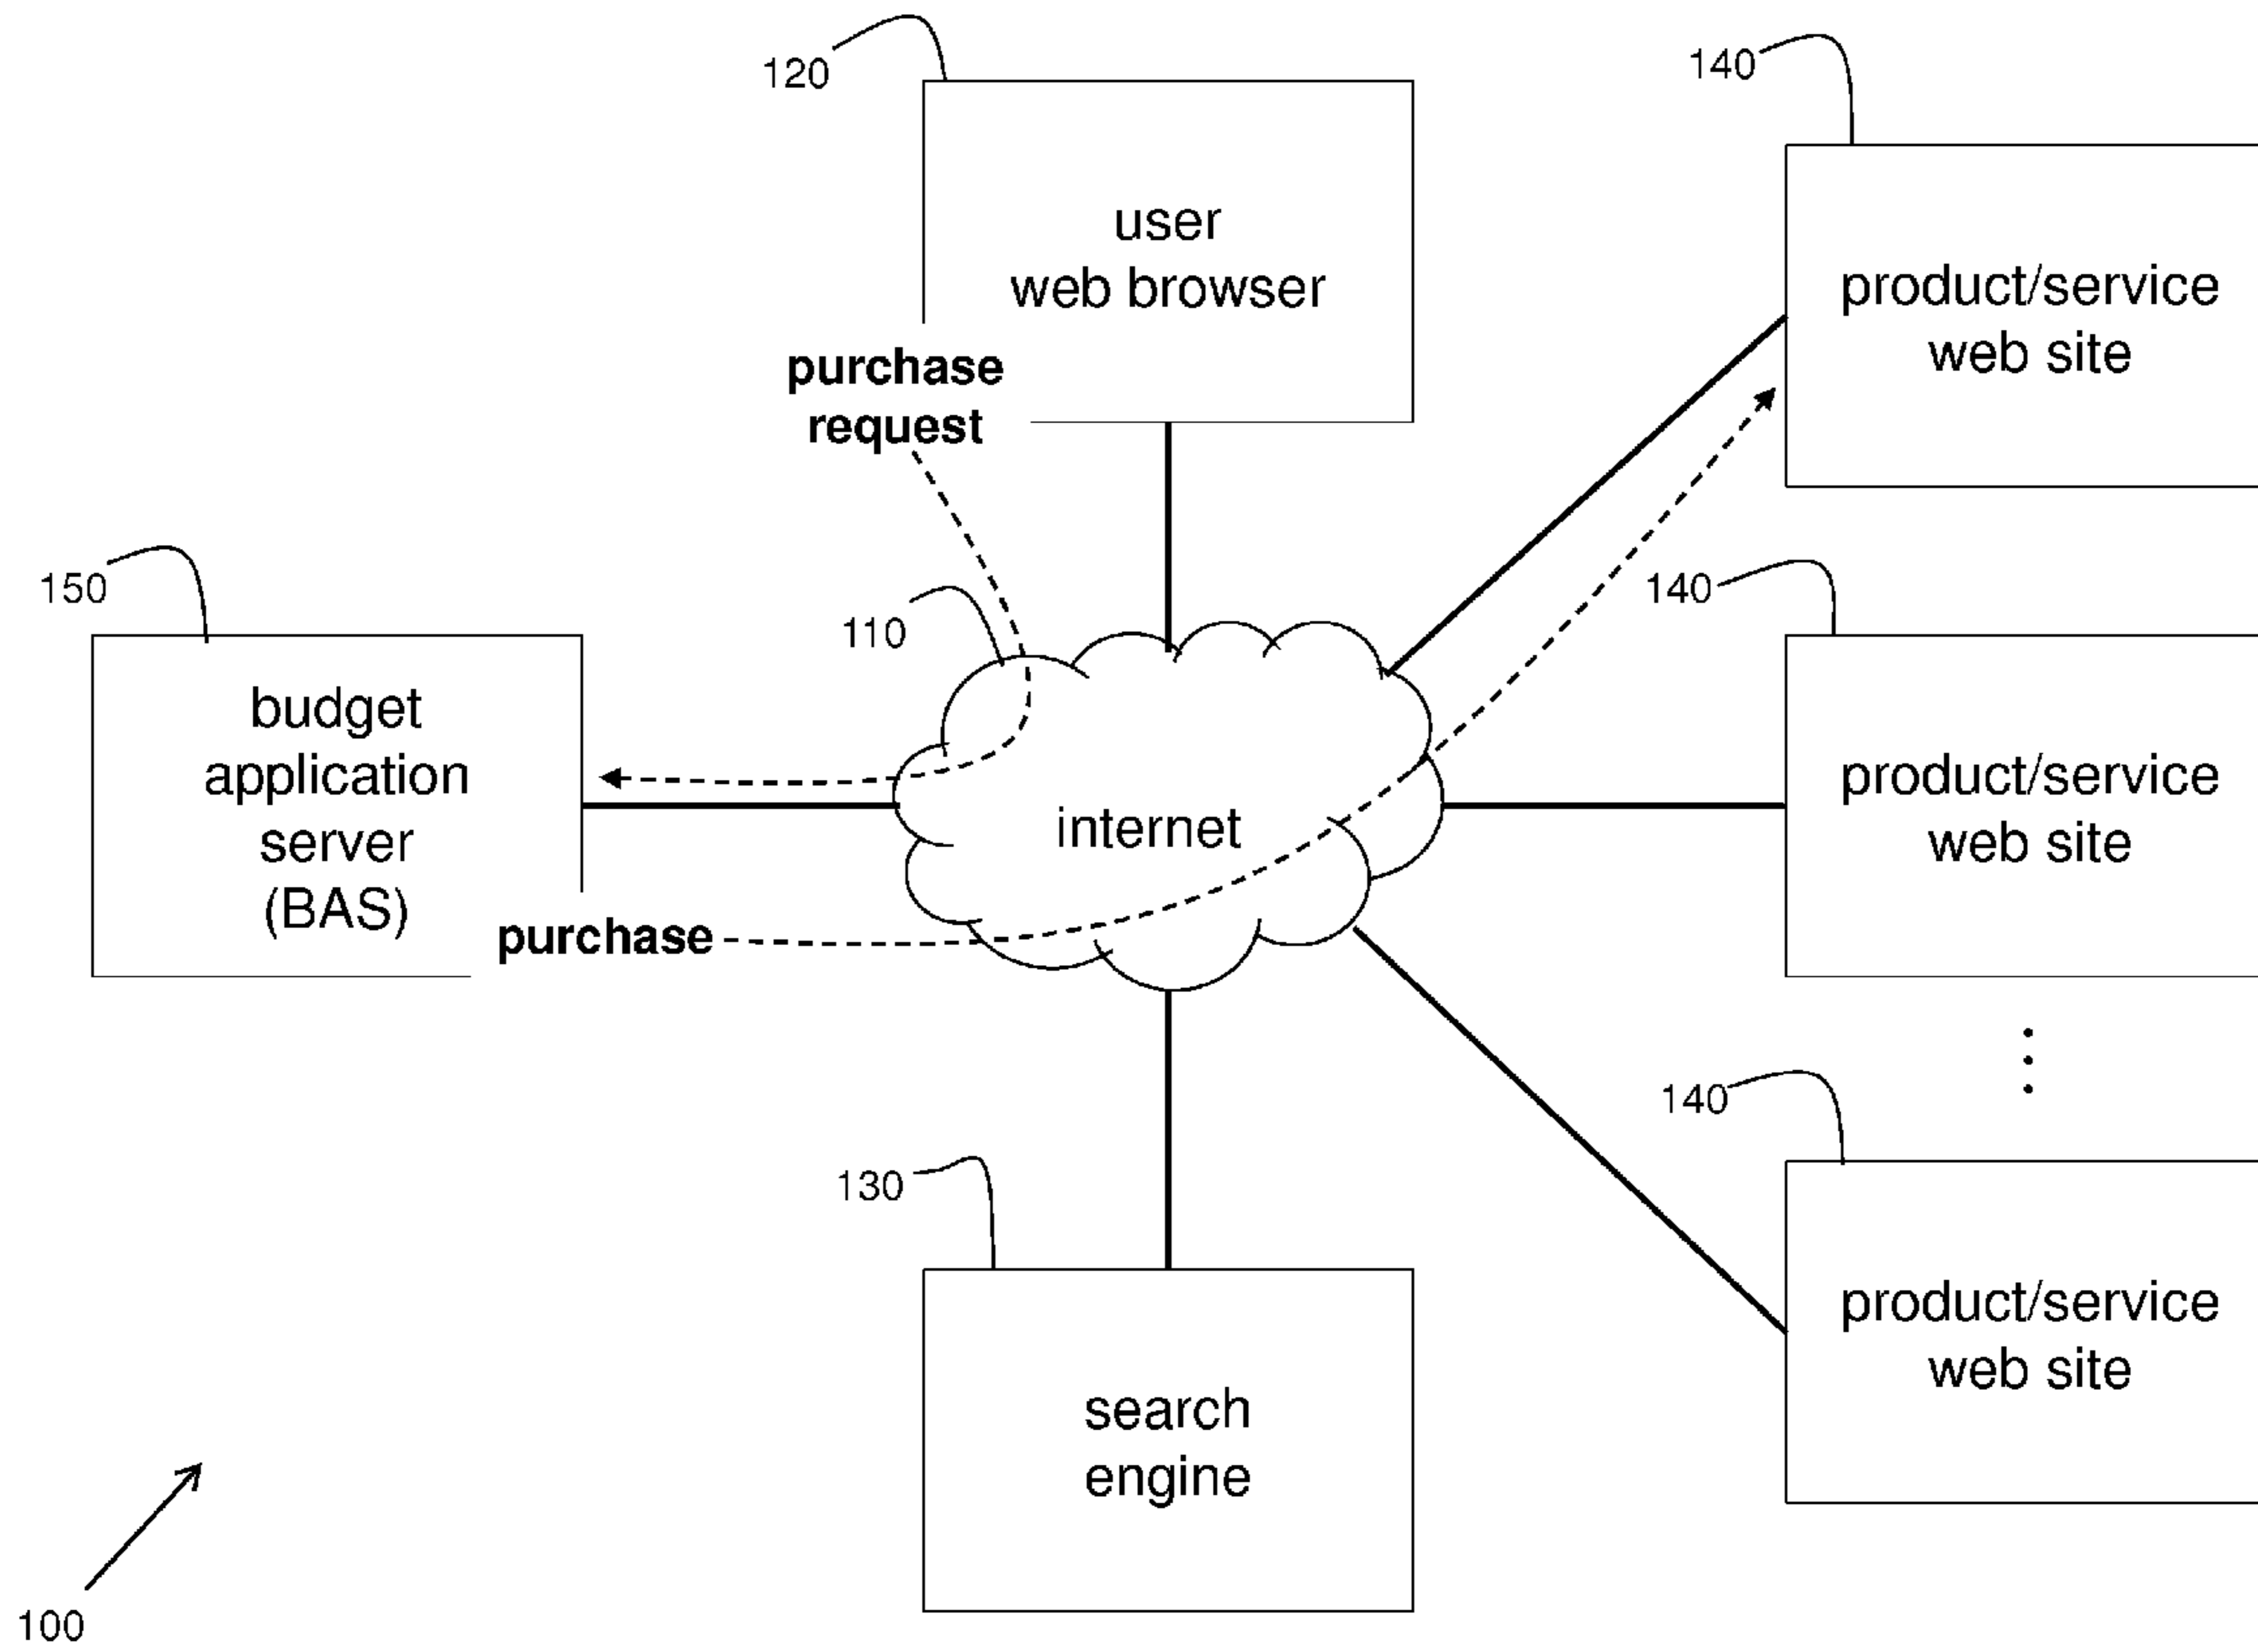 120
140
user
web browser
product/service
web site
purchase
request
150
110
140
budget
application
server
(BAS)
internet
product/service
web site
purchase
140
130
product/service
web site
search
engine
100